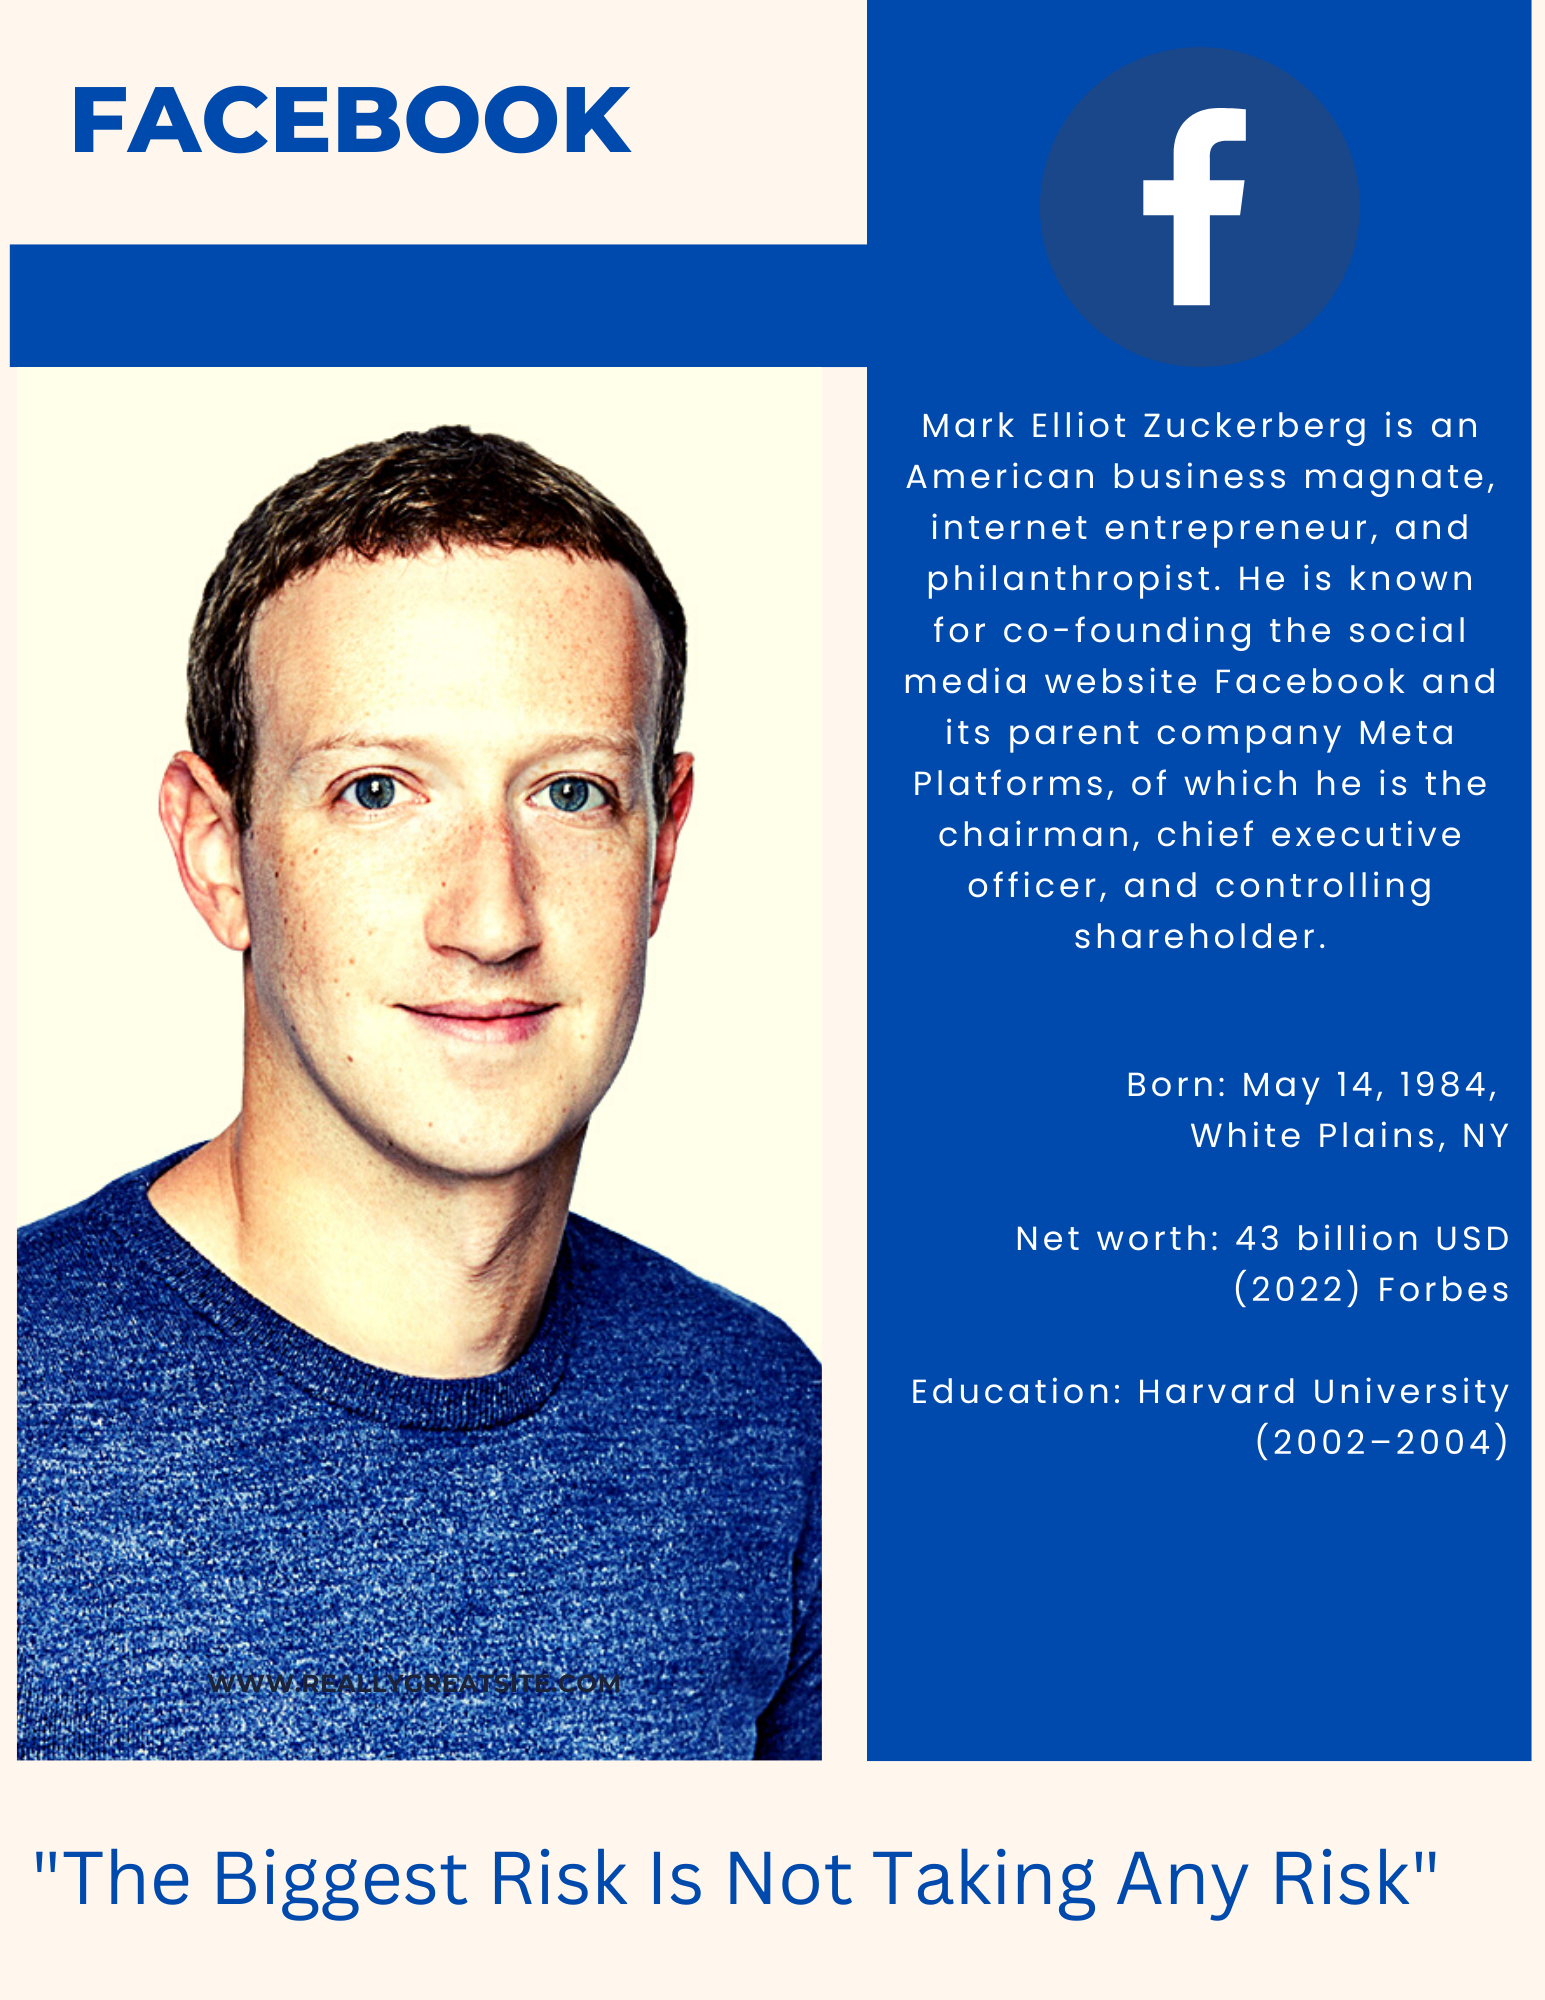 FACEBOOK
f
Mark Elliot Zuckerberg is an
American business magnate,
internet entrepreneur, and
philanthropist. He is known
for co-founding the social
media website Facebook and
its parent company Meta
Platforms, of which he is the
chairman, chief executive
officer, and controlling
shareholder.
Born: May 14, 1984,
White Plains, NY
Net worth: 43 billion USD
(2022) Forbes
Education: Harvard University
(2002–2004)
WWW.REALLYGREATSITE.COM
"The Biggest Risk Is Not Taking Any Risk"